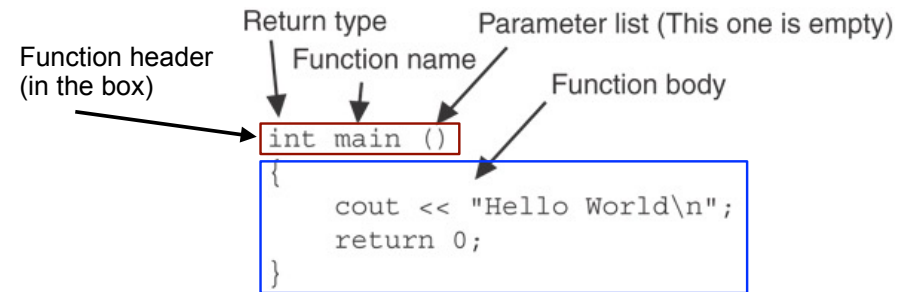 Return type
Parameter list (This one is empty)
Function header
(in the box)
Function name
Function body
int main ()
{
cout << "Hello World\n";
return 0;
}